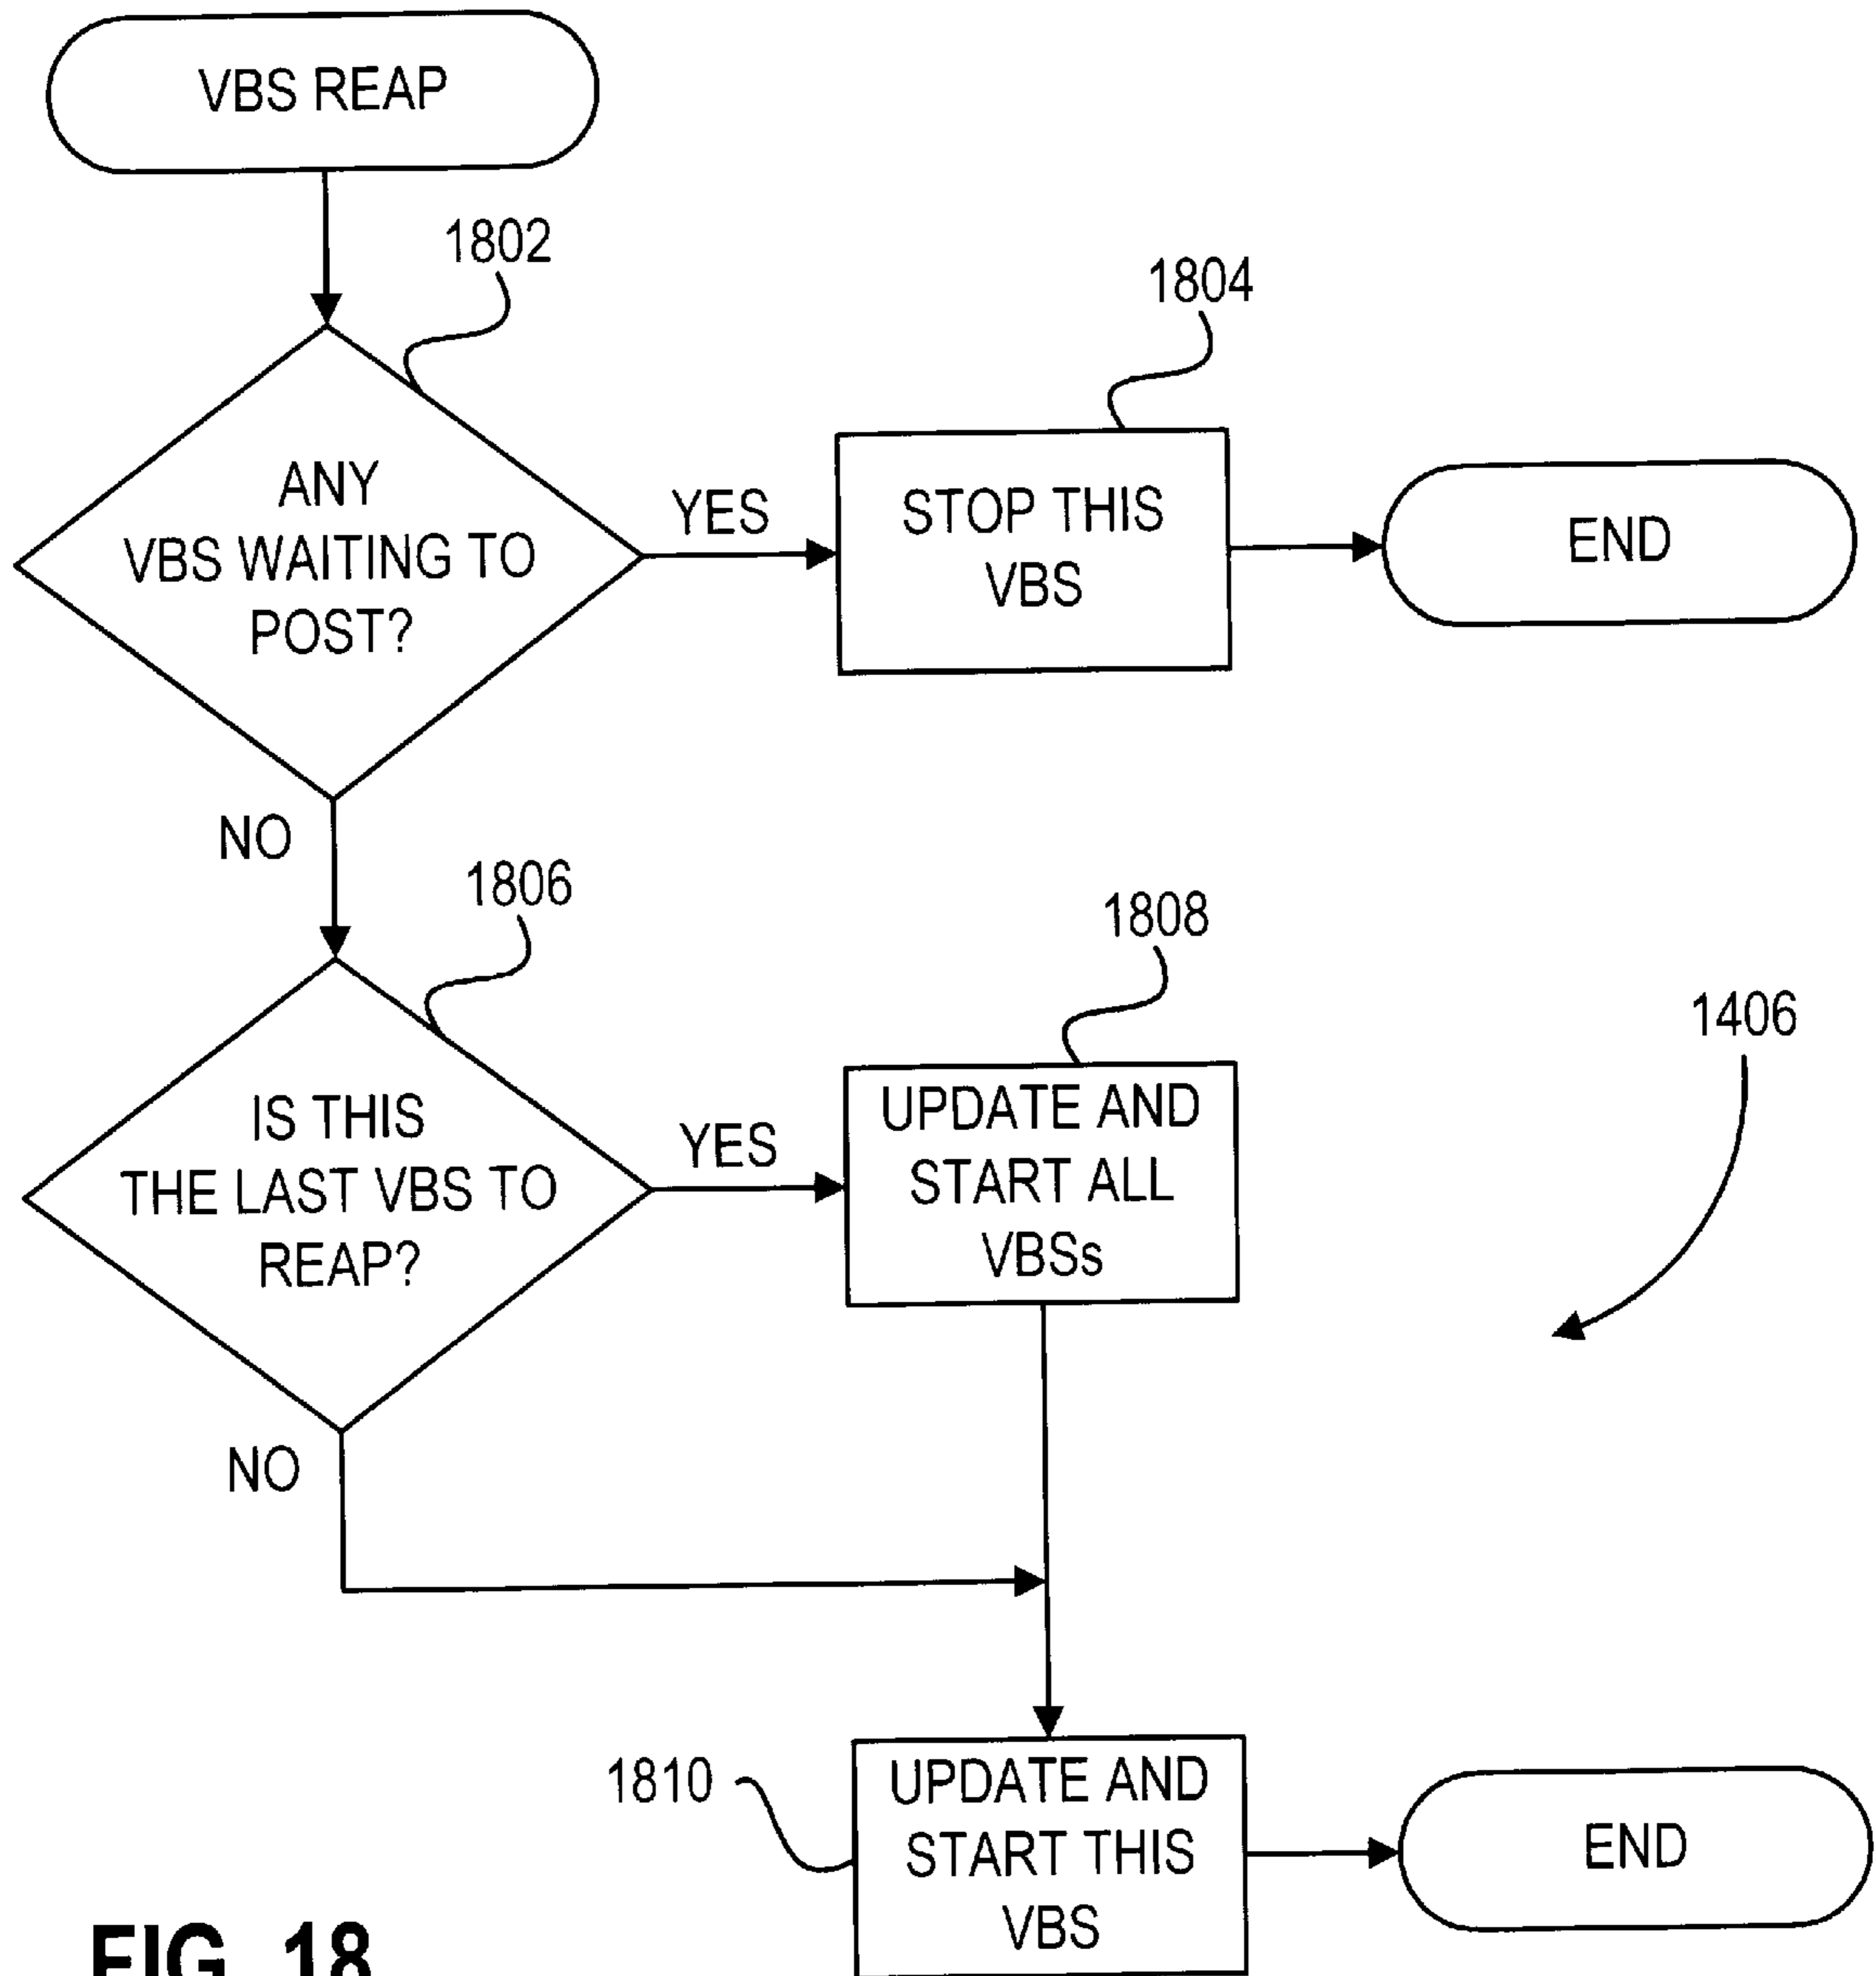 VBS REAP
1802
1804
ANY
VBS WAITING TO
POST?
YES
STOP THIS
VBS
END
NO
1806
1808
1406
IS THIS
THE LAST VBS TO
REAP?
YES
UPDATE AND
START ALL
VBSs
NO
1810
UPDATE AND
START THIS
VBS
END
FIG. 18